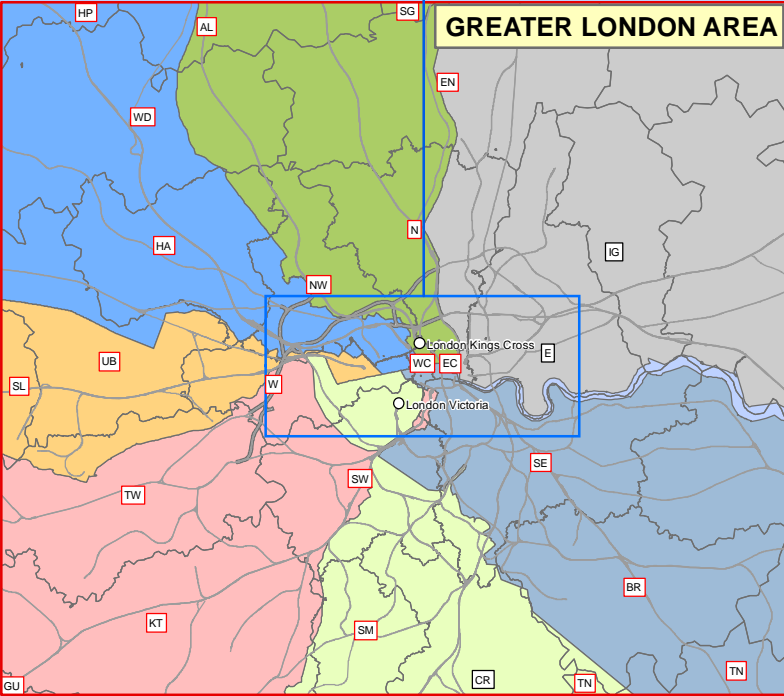 HP
SG
GREATER LONDON AREA
AL
EN
WD
N
HA
IG
NW
London Kings Cross
E
UB
WC
EC
SL
W
London Victoria
SE
SW
TW
BR
KT
SM
TN
CR
TN
GU